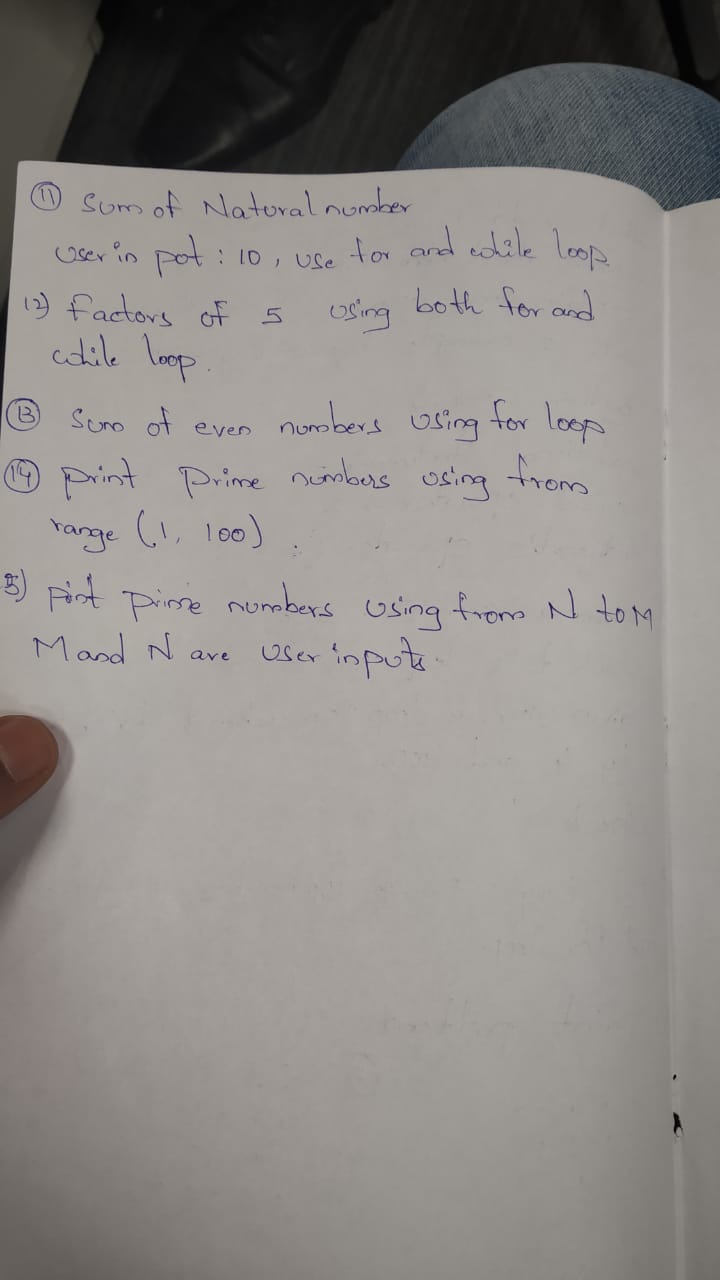 ⑪ Sum of Natural number
User in pot : 10 , use for and while loop
12) factors of 5 using both for and
while loop.
⑬ Sum of even numbers using for loop
⑭ print Prime numbers using from
range (1, 100) .
5) print prime numbers using from N to M
M and N are user inputs.